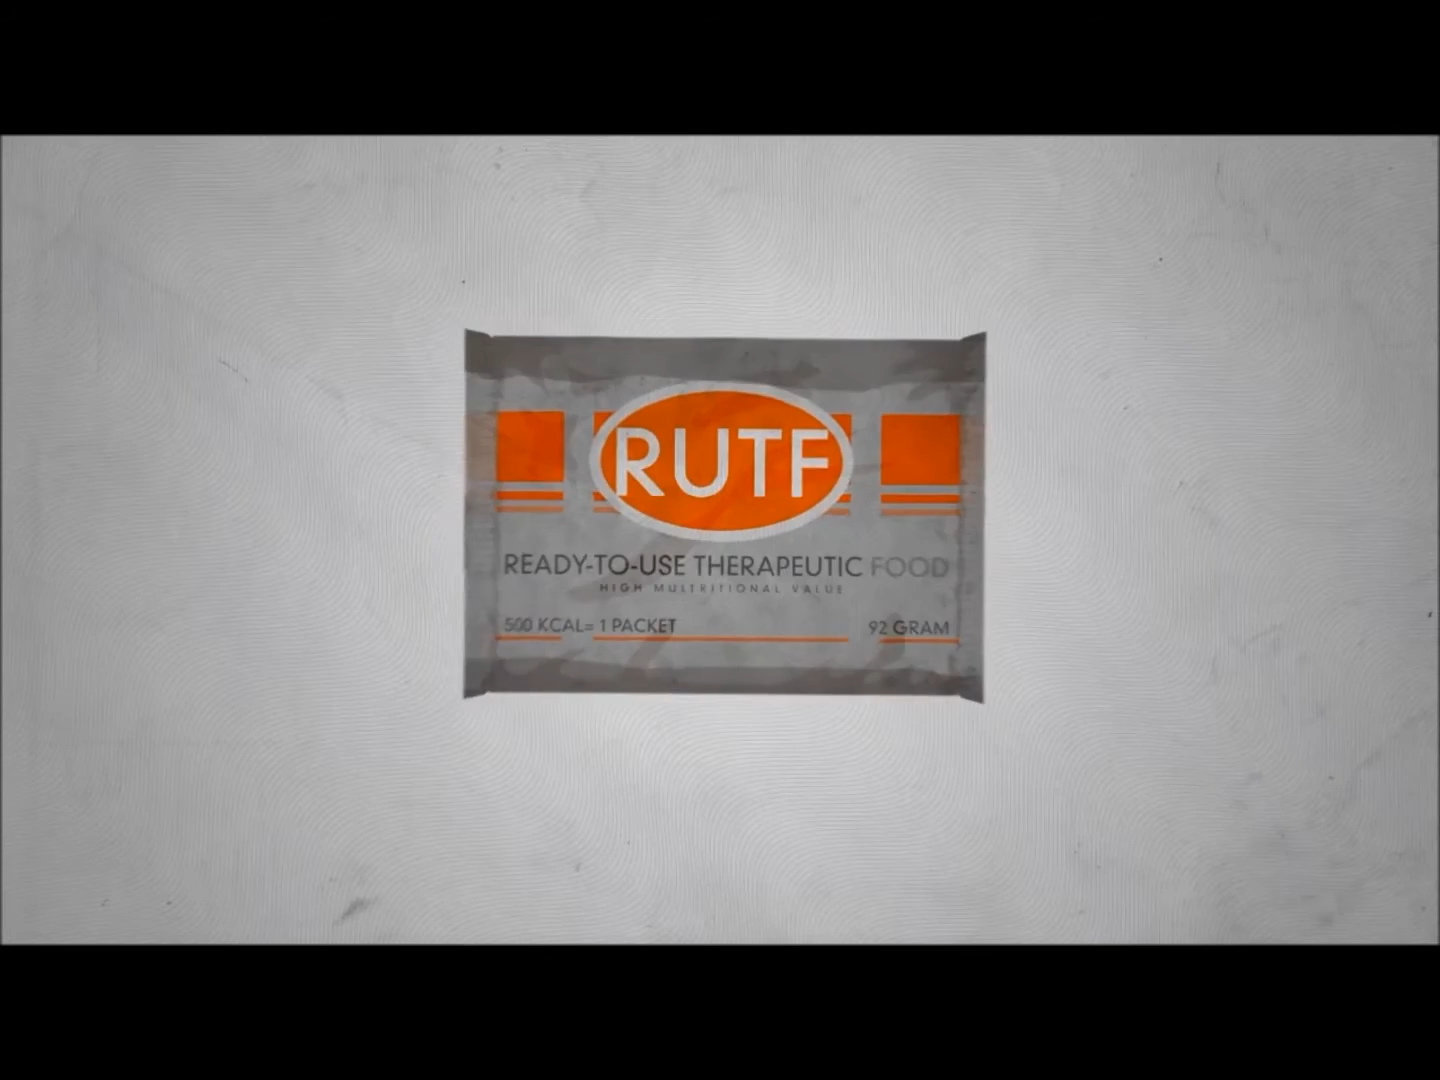 RUTF
READY-TO-USE THERAPEUTIC FOOD
HIGH MULTRITIONAL VALUE
500 KCAL= 1 PACKET
92 GRAM